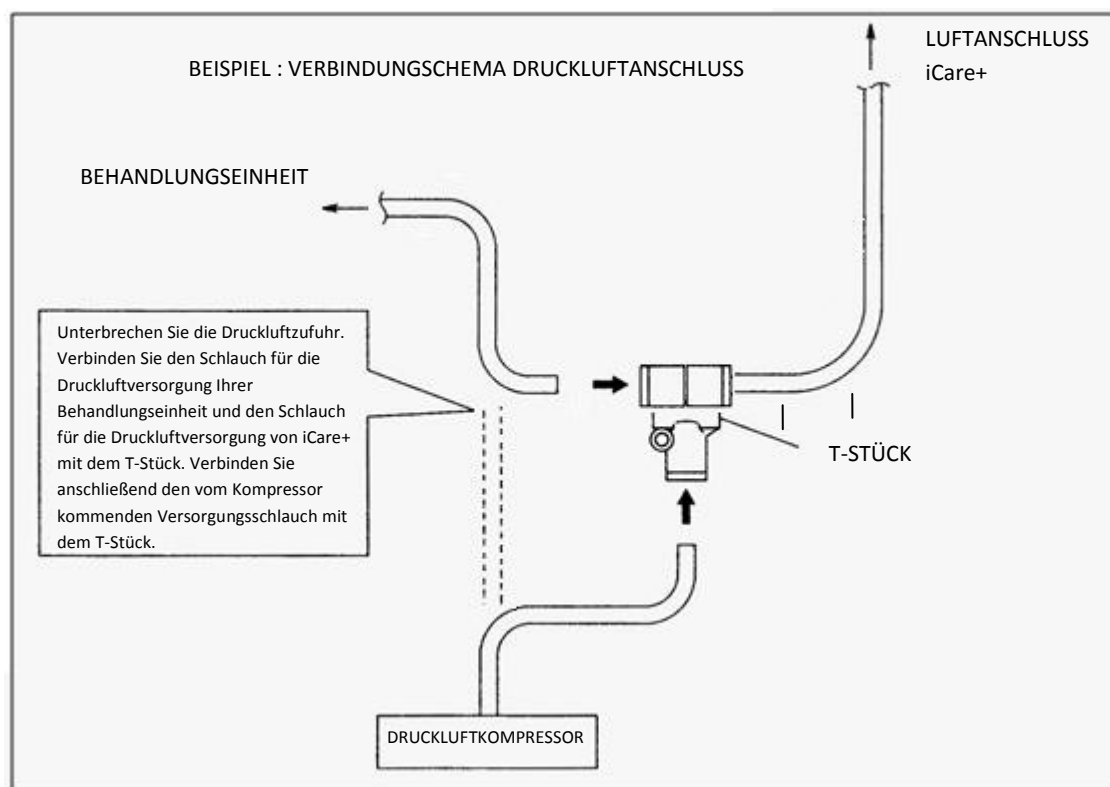 BEISPIEL : VERBINDUNGSCHEMA DRUCKLUFTANSCHLUSS
LUFTANSCHLUSS
iCare+
BEHANDLUNGSEINHEIT
Unterbrechen Sie die Druckluftzufuhr.
Verbinden Sie den Schlauch für die
Druckluftversorgung Ihrer
Behandlungseinheit und den Schlauch
für die Druckluftversorgung von iCare+
mit dem T-Stück. Verbinden Sie
anschließend den vom Kompressor
kommenden Versorgungsschlauch mit
dem T-Stück.
T-STÜCK
DRUCKLUFTKOMPRESSOR